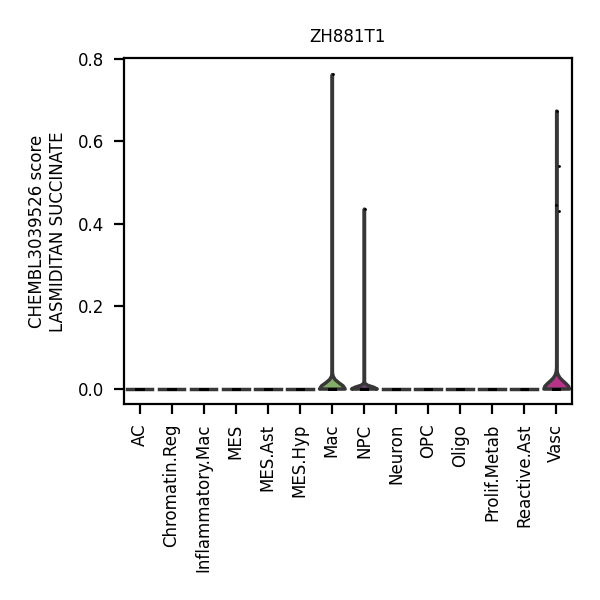 ZH881T1
CHEMBL3039526 score
LASMIDITAN SUCCINATE
0.8
0.6
0.4
0.2
0.0
AC
Chromatin.Reg
Inflammatory.Mac
MES
MES.Ast
MES.Hyp
Mac
NPC
Neuron
OPC
Oligo
Prolif.Metab
Reactive.Ast
Vasc